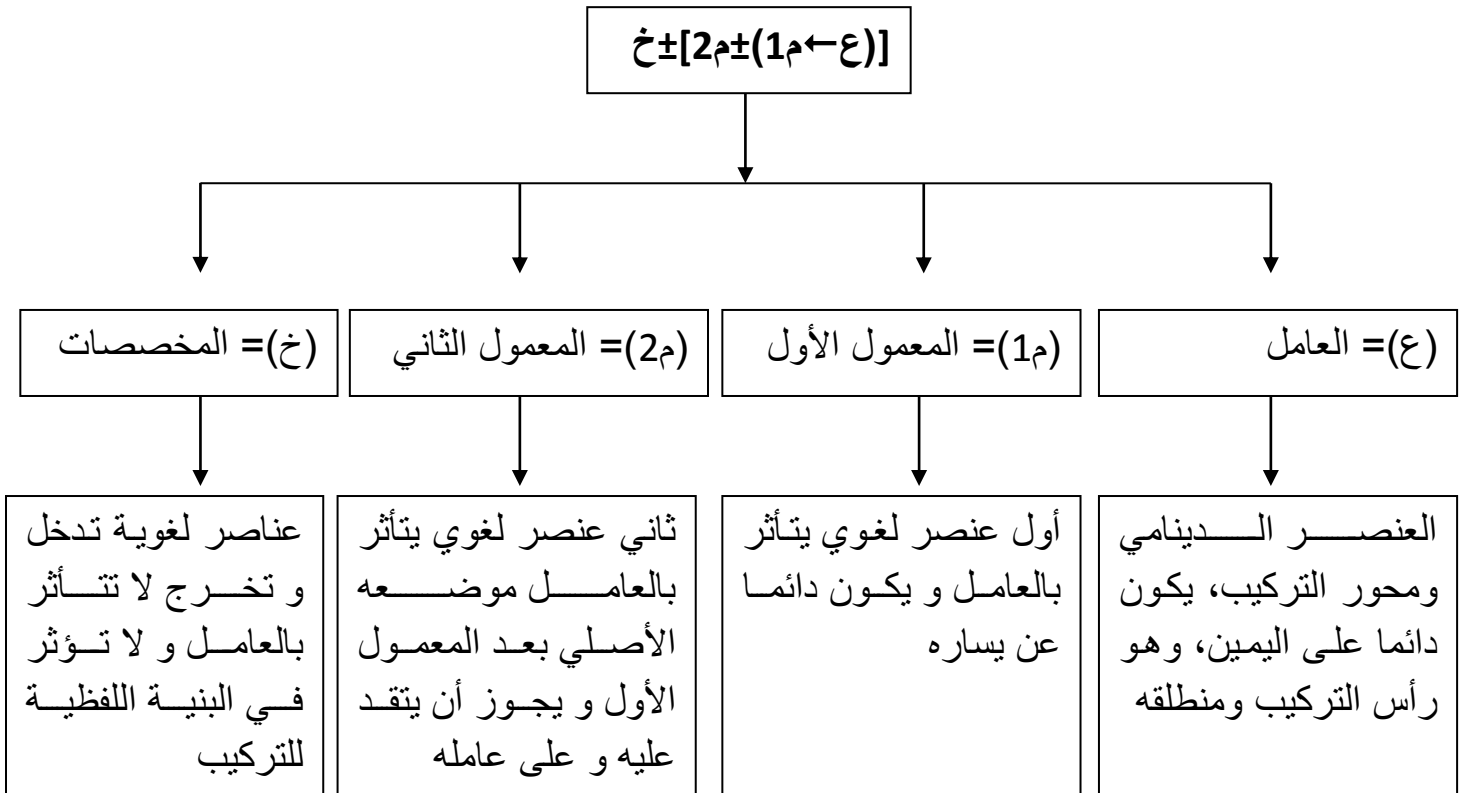 [(ع←م1)±م2]±خ
(ع)= العامل
(م1)= المعمول الأول
(م2)= المعمول الثاني
(خ)= المخصصات
العنصر الدينامي
ومحور التركيب، يكون
دائما على اليمين، وهو
رأس التركيب ومنطلقه
أول عنصر لغوي يتأثر
بالعامل و يكون دائما
عن يساره
ثاني عنصر لغوي يتأثر
بالعامل موضعه
الأصلي بعد المعمول
الأول و يجوز أن يتقد
عليه و على عامله
عناصر لغوية تدخل
و تخرج لا تتأثر
بالعامل و لا تؤثر
في البنية اللفظية
للتركيب